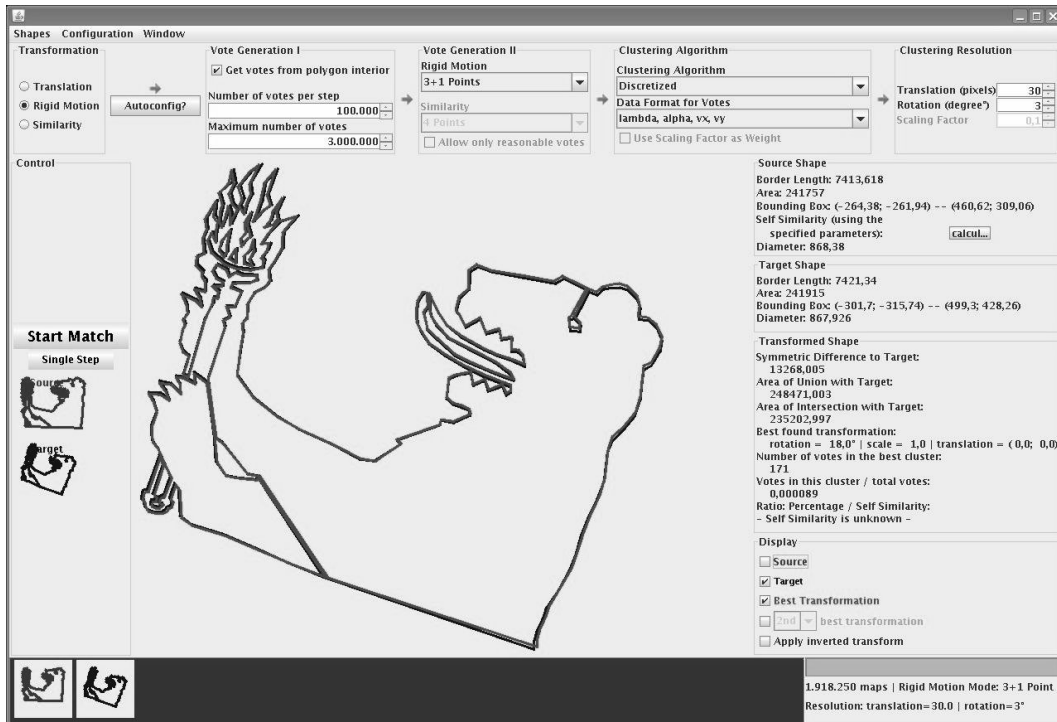 Shapes Configuration Window
Transformation
Translation
Rigid Motion
Similarity
Autoconfig?
Vote Generation I
Get votes from polygon interior
Number of votes per step
100.000
Maximum number of votes
3.000.000
Vote Generation II
Rigid Motion
3+1 Points
Similarity
4 Points
Allow only reasonable votes
Clustering Algorithm
Clustering Algorithm
Discretized
Data Format for Votes
lambda, alpha, vx, vy
Use Scaling Factor as Weight
Clustering Resolution
Translation (pixels) 30
Rotation (degree°) 3
Scaling Factor 0,1
Control
Start Match
Single Step
Source
Target
Source Shape
Border Length: 7413,618
Area: 241757
Bounding Box: (-264,38; -261,94) -- (460,62; 309,06)
Self Similarity (using the
specified parameters): calcul...
Diameter: 868,38
Target Shape
Border Length: 7421,34
Area: 241915
Bounding Box: (-301,7; -315,74) -- (499,3; 428,26)
Diameter: 867,926
Transformed Shape
Symmetric Difference to Target:
13268,005
Area of Union with Target:
248471,003
Area of Intersection with Target:
235202,997
Best found transformation:
rotation = 18,0° | scale = 1,0 | translation = ( 0,0; 0,0)
Number of votes in the best cluster:
171
Votes in this cluster / total votes:
0,000089
Ratio: Percentage / Self Similarity:
- Self Similarity is unknown -
Display
Source
Target
Best Transformation
2nd best transformation
Apply inverted transform
1.918.250 maps | Rigid Motion Mode: 3+1 Point
Resolution: translation=30.0 | rotation=3°